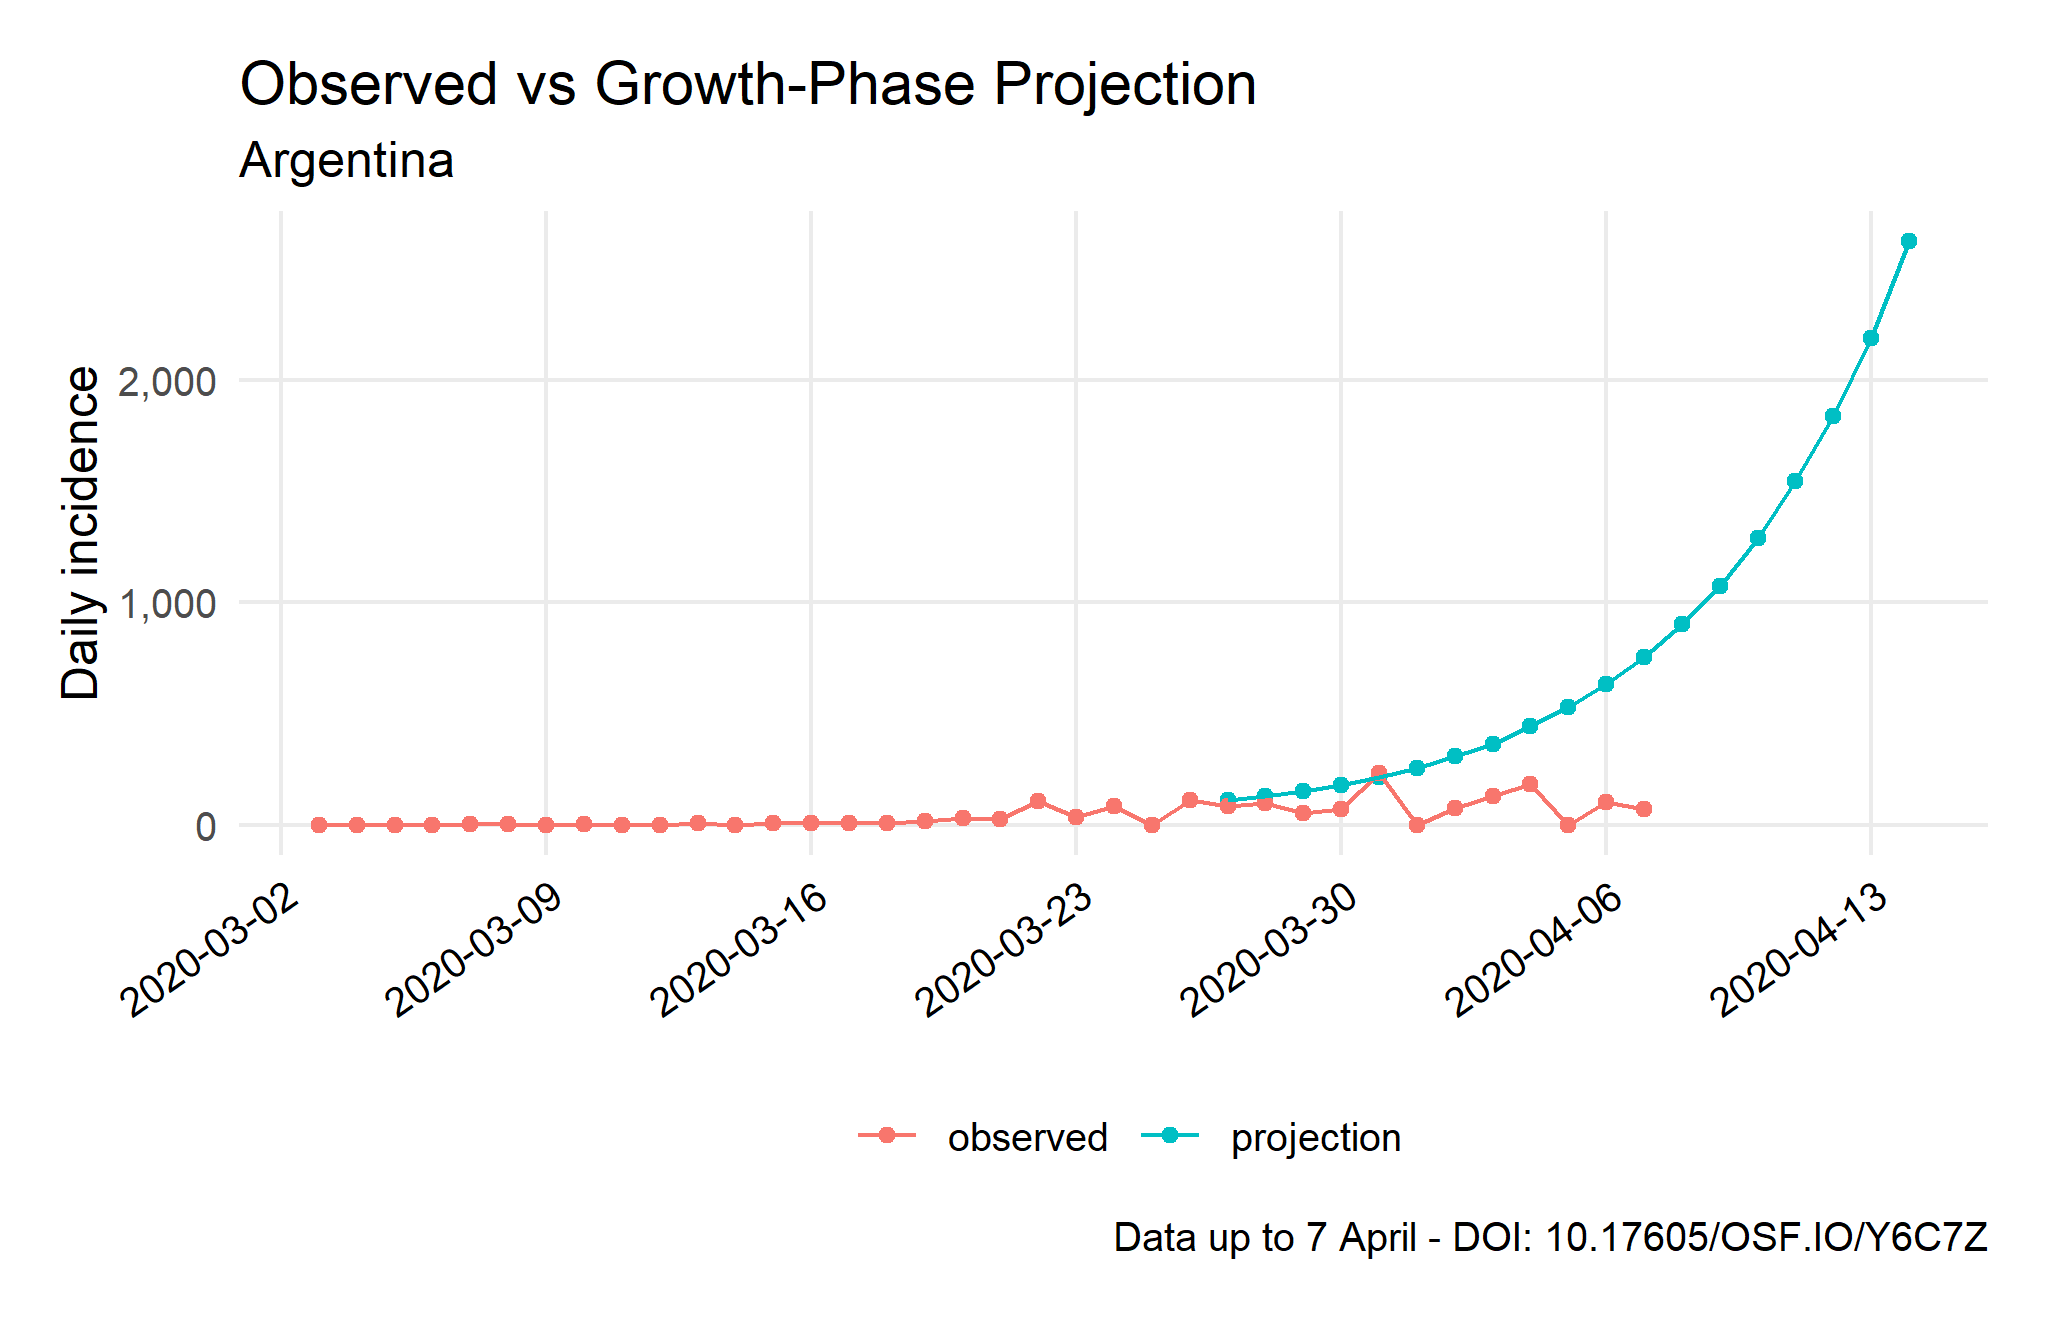 Observed vs Growth-Phase Projection
Argentina
Daily incidence
2,000
1,000
0
2020-03-02
2020-03-09
2020-03-16
2020-03-23
2020-03-30
2020-04-06
2020-04-13
observed
projection
Data up to 7 April - DOI: 10.17605/OSF.IO/Y6C7Z